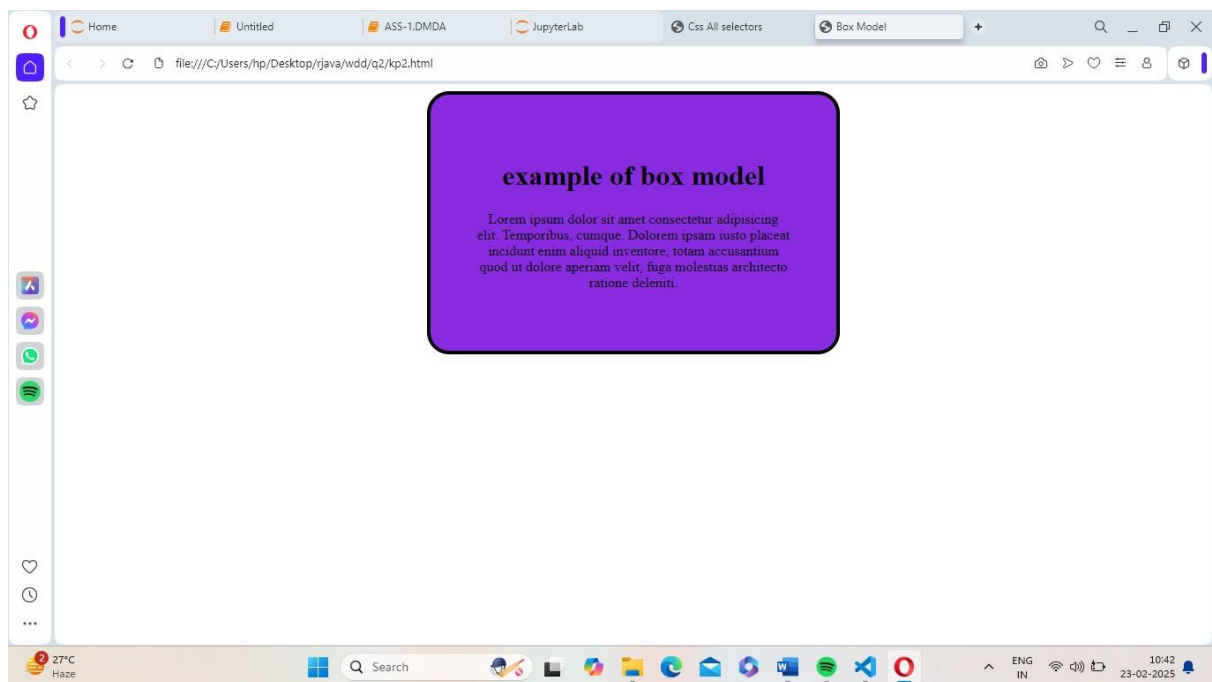 Home
Untitled
ASS-1.DMDA
JupyterLab
Css All selectors
Box Model
file:///C:/Users/hp/Desktop/rjava/wdd/q2/kp2.html
example of box model
Lorem ipsum dolor sit amet consectetur adipisicing
elit. Temporibus, cumque. Dolorem ipsam iusto placeat
incidunt enim aliquid inventore, totam accusantium
quod ut dolore aperiam velit, fuga molestias architecto
ratione deleniti.
2
27°C
Haze
Search
ENG
IN
10:42
23-02-2025